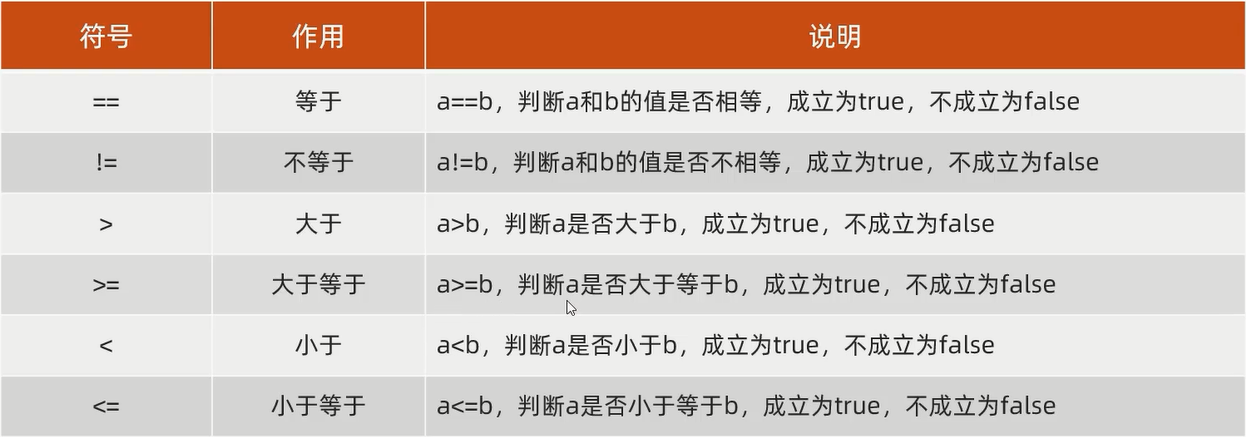 符号 作用 说明
== 等于 a==b，判断a和b的值是否相等，成立为true，不成立为false
!= 不等于 a!=b，判断a和b的值是否不相等，成立为true，不成立为false
> 大于 a>b，判断a是否大于b，成立为true，不成立为false
>= 大于等于 a>=b，判断a是否大于等于b，成立为true，不成立为false
< 小于 a<b，判断a是否小于b，成立为true，不成立为false
<= 小于等于 a<=b，判断a是否小于等于b，成立为true，不成立为false